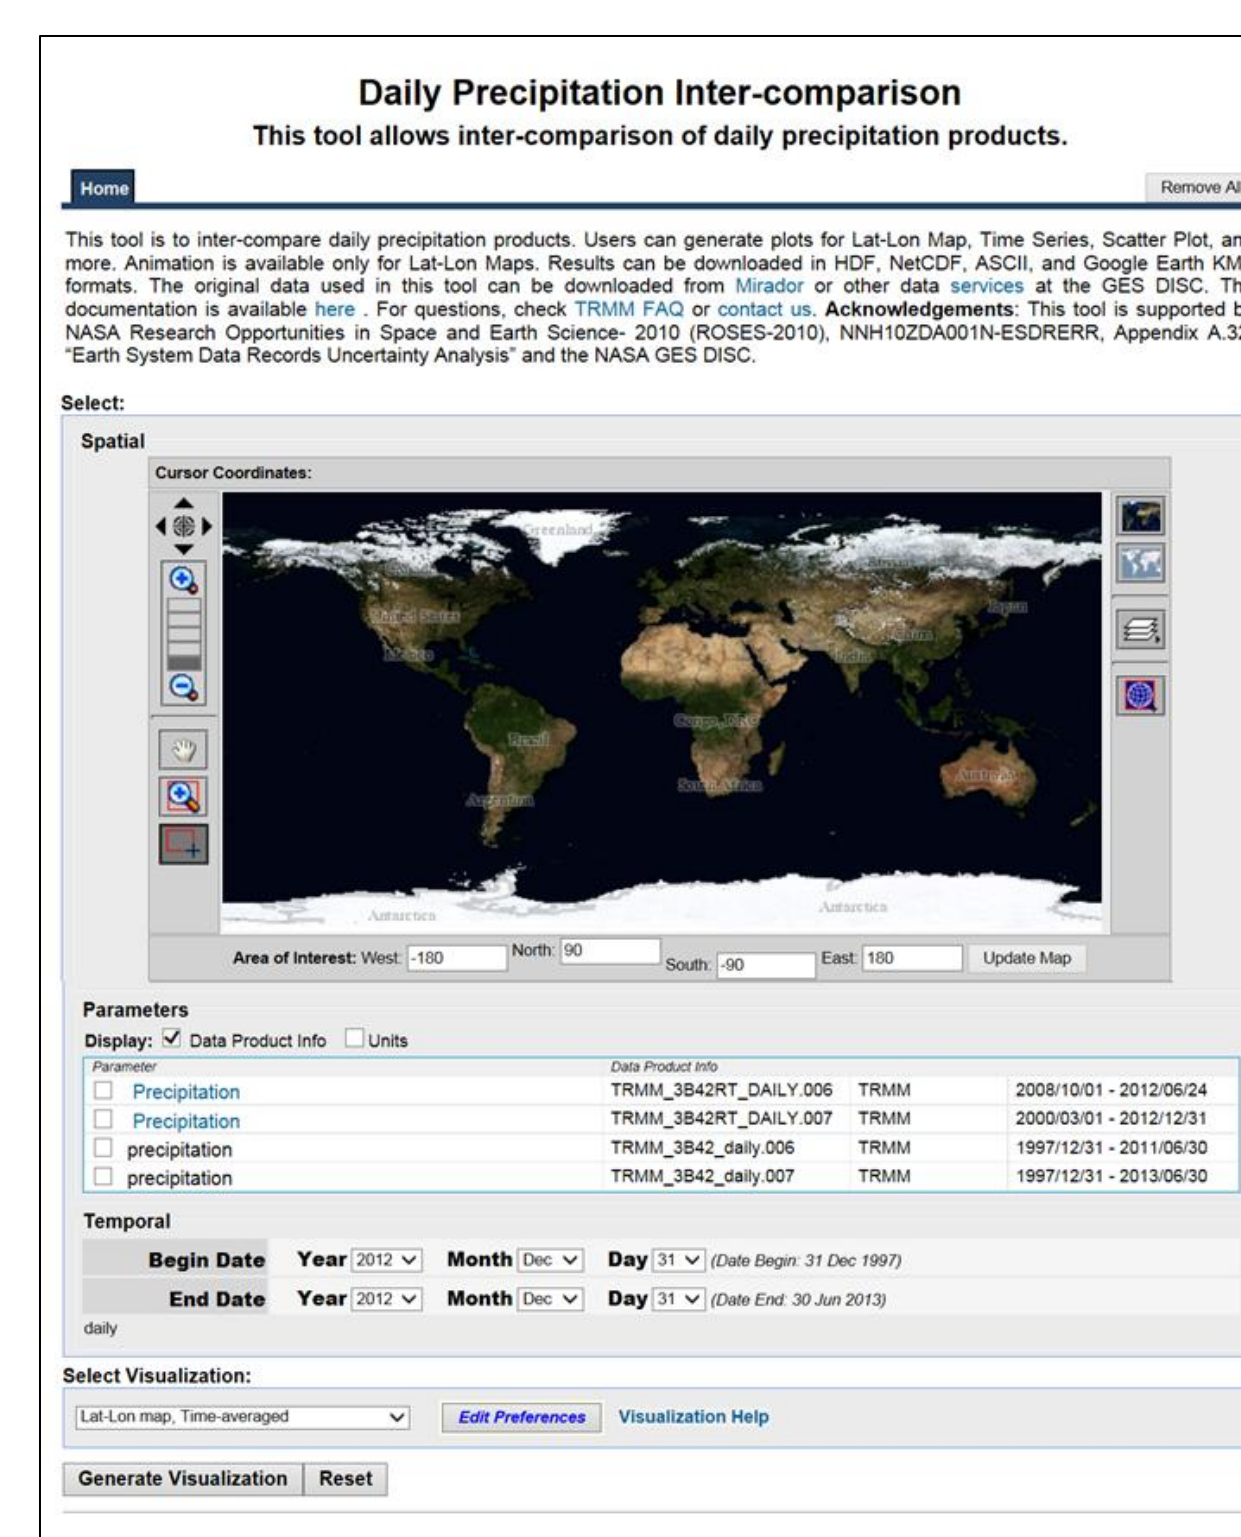 Daily Precipitation Inter-comparison
This tool allows inter-comparison of daily precipitation products.
Home
Remove All
This tool is to inter-compare daily precipitation products. Users can generate plots for Lat-Lon Map, Time Series, Scatter Plot, an
more. Animation is available only for Lat-Lon Maps. Results can be downloaded in HDF, NetCDF, ASCII, and Google Earth KM
formats. The original data used in this tool can be downloaded from Mirador or other data services at the GES DISC. Th
documentation is available here . For questions, check TRMM FAQ or contact us. Acknowledgements: This tool is supported b
NASA Research Opportunities in Space and Earth Science- 2010 (ROSES-2010), NNH10ZDA001N-ESDRERR, Appendix A.32
“Earth System Data Records Uncertainty Analysis” and the NASA GES DISC.
Select:
Spatial
Cursor Coordinates:
Greenland
United States
Japan
China
Mexico
India
Congo, DRC
Brazil
Australia
South Africa
Argentina
Antarctica
Antarctica
Area of Interest: West: -180 North: 90 South: -90 East: 180 Update Map
Parameters
Display: Data Product Info Units
Parameter Data Product Info
Precipitation TRMM_3B42RT_DAILY.006 TRMM 2008/10/01 - 2012/06/24
Precipitation TRMM_3B42RT_DAILY.007 TRMM 2000/03/01 - 2012/12/31
precipitation TRMM_3B42_daily.006 TRMM 1997/12/31 - 2011/06/30
precipitation TRMM_3B42_daily.007 TRMM 1997/12/31 - 2013/06/30
Temporal
Begin Date Year 2012 Month Dec Day 31 (Date Begin: 31 Dec 1997)
End Date Year 2012 Month Dec Day 31 (Date End: 30 Jun 2013)
daily
Select Visualization:
Lat-Lon map, Time-averaged Edit Preferences Visualization Help
Generate Visualization Reset